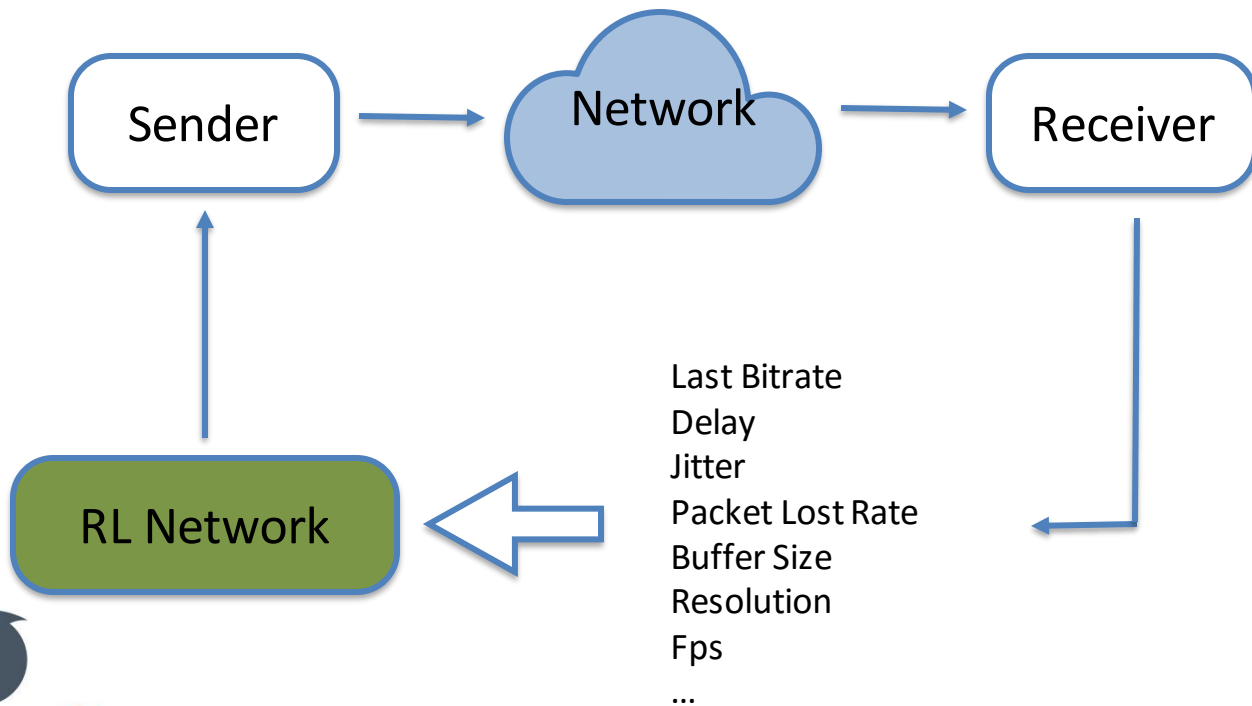 Sender
Network
Receiver
Last Bitrate
Delay
Jitter
Packet Lost Rate
Buffer Size
Resolution
Fps
...
RL Network